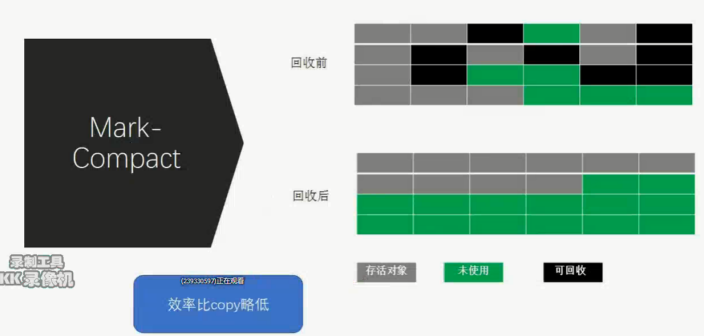 Mark-
Compact
回收前
回收后
存活对象
未使用
可回收
录制工具
KK录像机
(23933059)正在观看
效率比copy略低